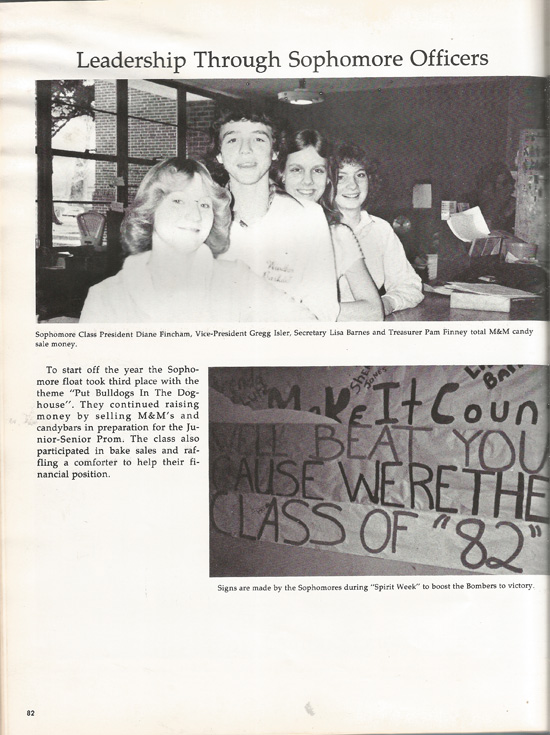 Leadership Through Sophomore Officers
Sophomore Class President Diane Fincham, Vice-President Gregg Isler, Secretary Lisa Barnes and Treasurer Pam Finney total M&M candy
sale money.
To start off the year the Sopho-
more float took third place with the
theme "Put Bulldogs In The Dog-
house". They continued raising
money by selling M&M's and
candybars in preparation for the Ju-
nior-Senior Prom. The class also
participated in bake sales and raf-
fling a comforter to help their fi-
nancial position.
MaKE It Coun
WILL BEAT YOU
CAUSE WERE THE
CLASS OF "82"
Signs are made by the Sophomores during "Spirit Week" to boost the Bombers to victory.
82